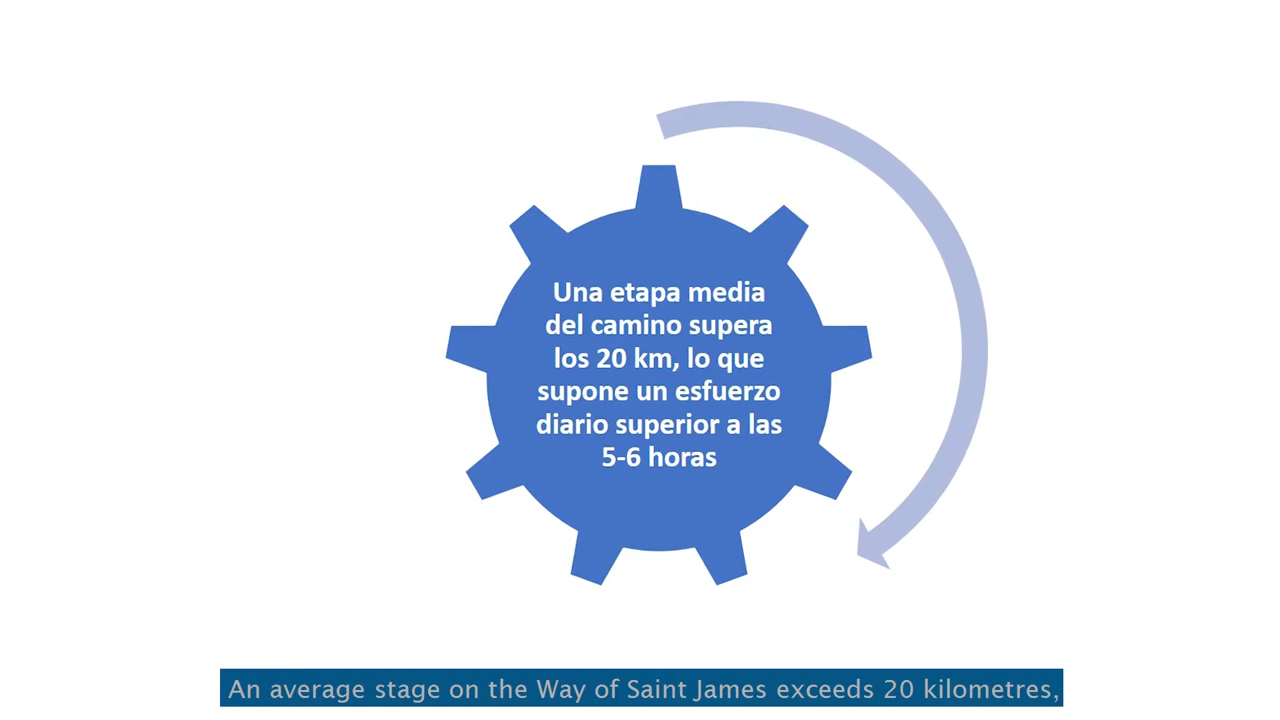 Una etapa media
del camino supera
los 20 km, lo que
supone un esfuerzo
diario superior a las
5-6 horas
An average stage on the Way of Saint James exceeds 20 kilometres,